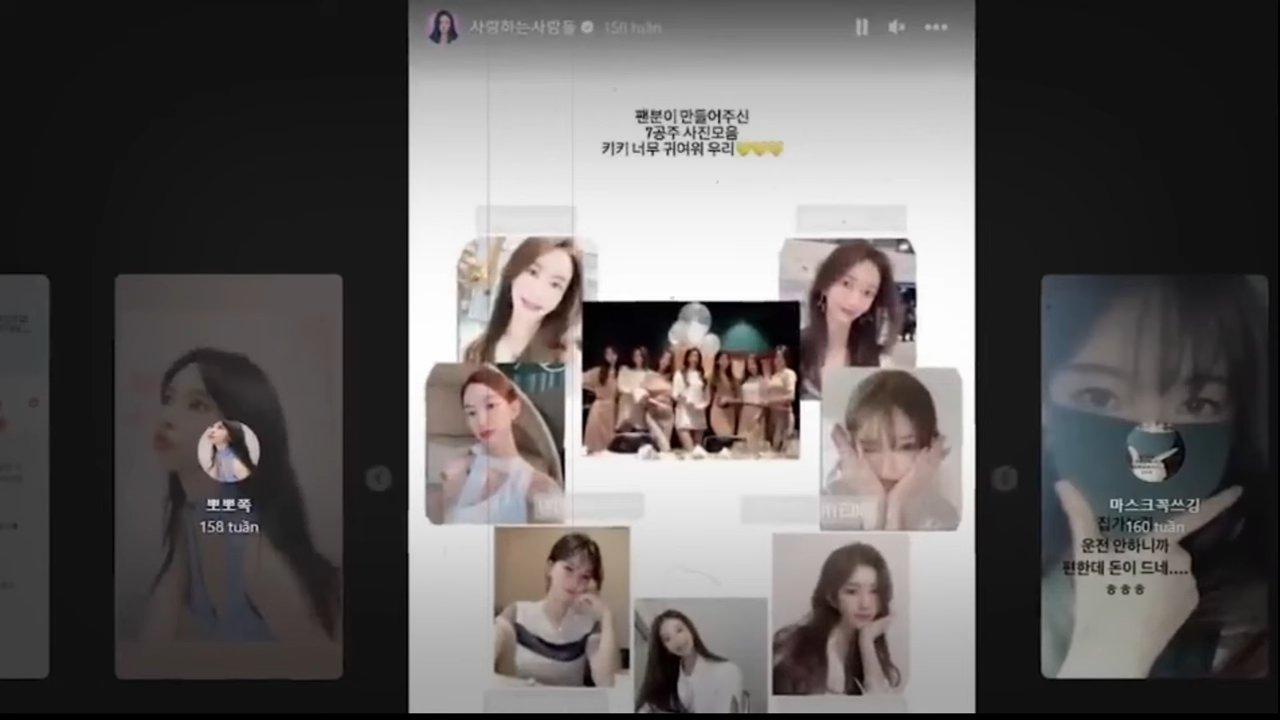 사랑하는사람들 158 tuần
팬분이 만들어주신
7공주 사진모음
키키 너무 귀여워 우리💛💛💛
뽀뽀쪽
158 tuần
마스크꼭쓰깅
160 tuần
운전 안하니까
편한데 돈이 드네....
ㅎㅎㅎ